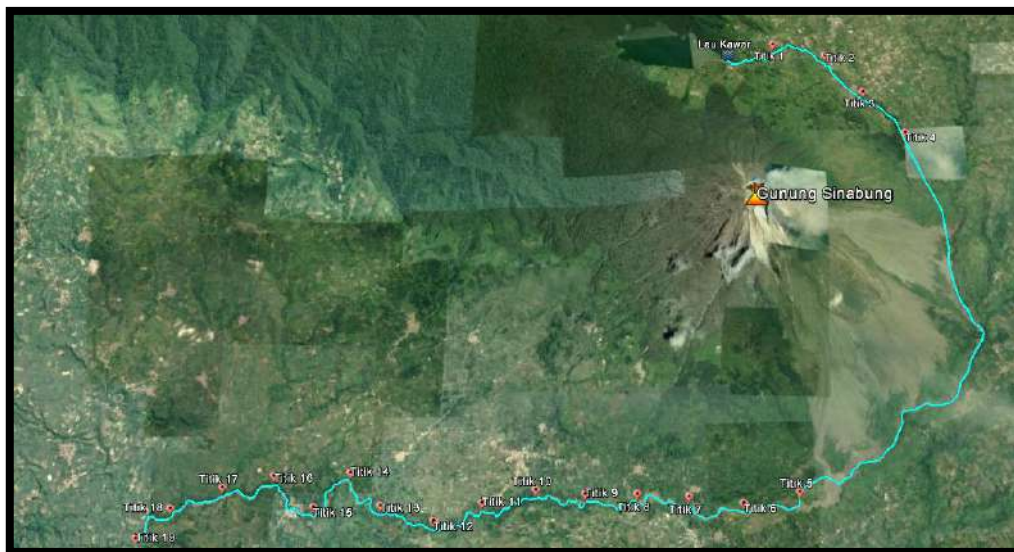 Lau Kawar
Titik 1
Titik 2
Titik 3
Titik 4
Gunung Sinabung
Titik 5
Titik 6
Titik 7
Titik 8
Titik 9
Titik 10
Titik 11
Titik 12
Titik 13
Titik 14
Titik 15
Titik 16
Titik 17
Titik 18
Titik 19